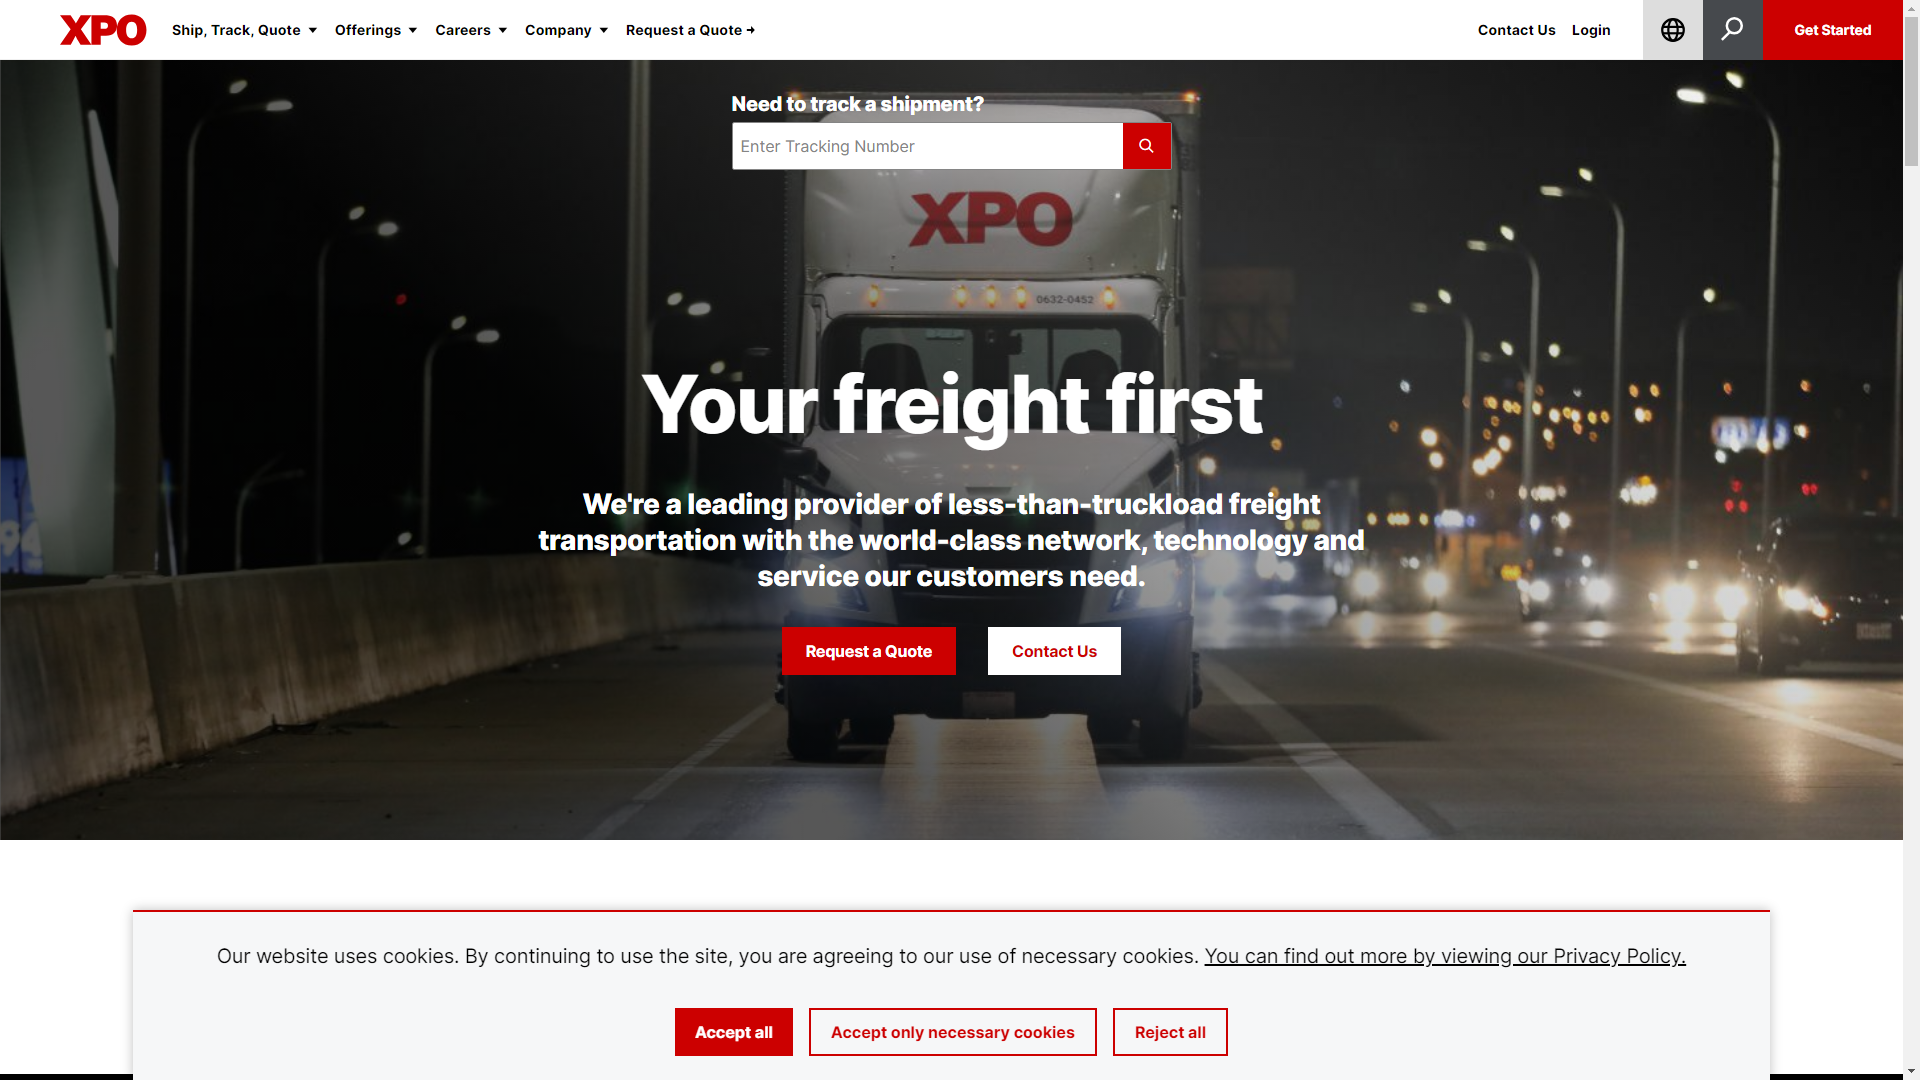 XPO
Ship, Track, Quote
Offerings
Careers
Company
Request a Quote
Contact Us
Login
Get Started
Need to track a shipment?
Enter Tracking Number
XPO
0632-0452
Your freight first
We're a leading provider of less-than-truckload freight
transportation with the world-class network, technology and
service our customers need.
Request a Quote
Contact Us
Our website uses cookies. By continuing to use the site, you are agreeing to our use of necessary cookies. You can find out more by viewing our Privacy Policy.
Accept all
Accept only necessary cookies
Reject all